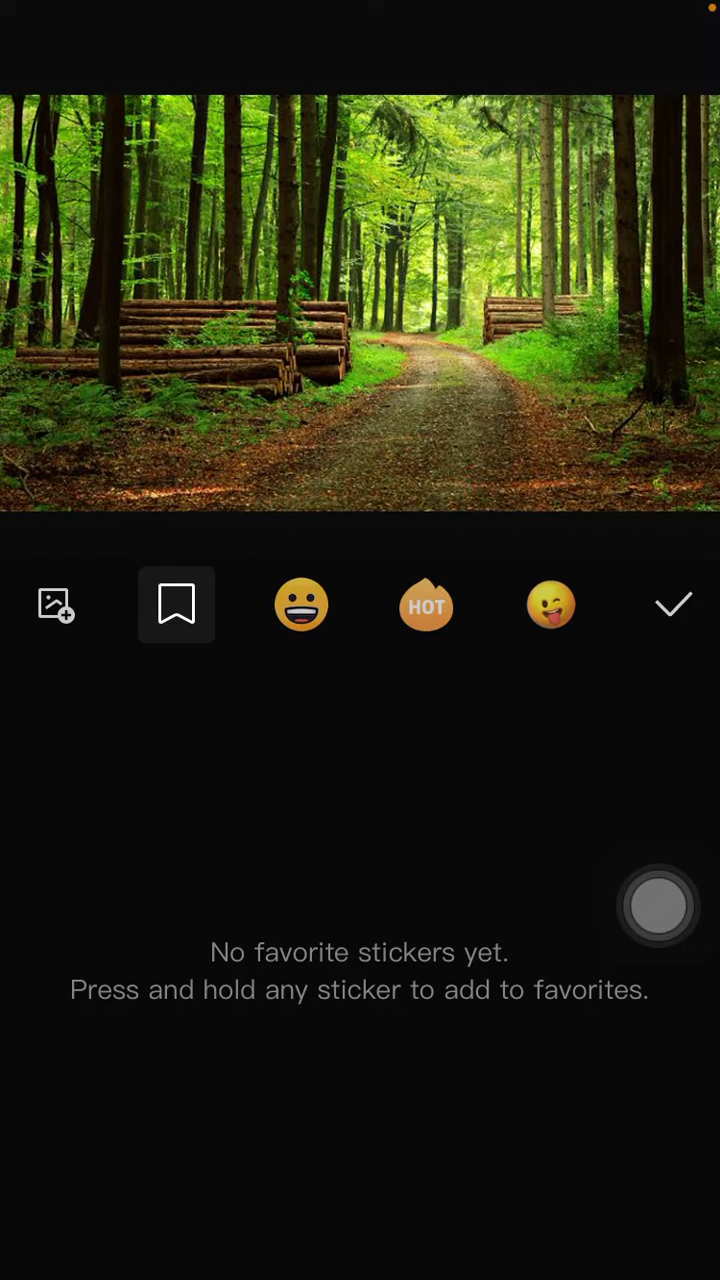 HOT
No favorite stickers yet.
Press and hold any sticker to add to favorites.